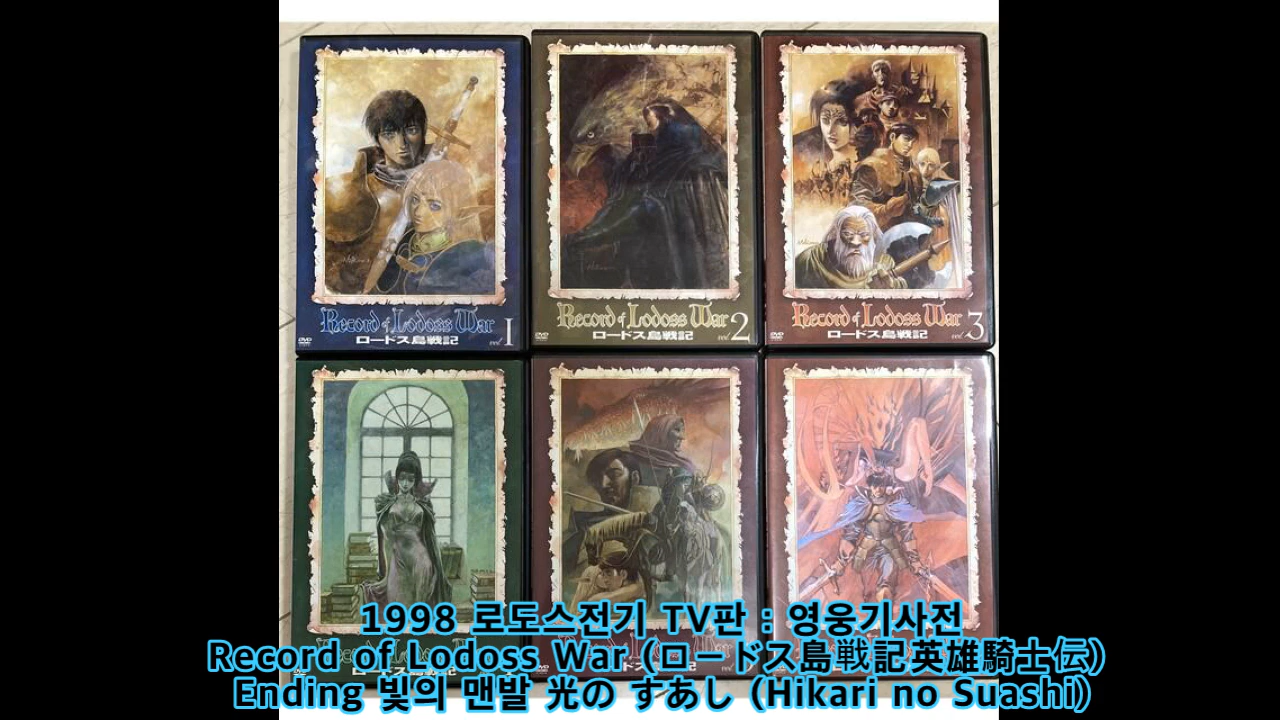 Record of Lodoss War
ロードス島戦記
DVD
vol. 1
Record of Lodoss War
ロードス島戦記
DVD
vol. 2
Record of Lodoss War
ロードス島戦記
DVD
vol. 3
1998 로도스전기 TV판 : 영웅기사전
Record of Lodoss War (ロードス島戦記英雄騎士伝)
Ending 빛의 맨발 光の すあし (Hikari no Suashi)